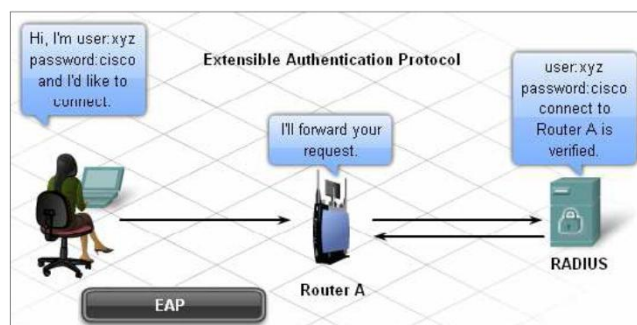 Hi, I'm user:xyz
password:cisco
and I'd like to
connect.
Extensible Authentication Protocol
I'll forward your
request.
user:xyz
password:cisco
connect to
Router A is
verified.
RADIUS
Router A
EAP